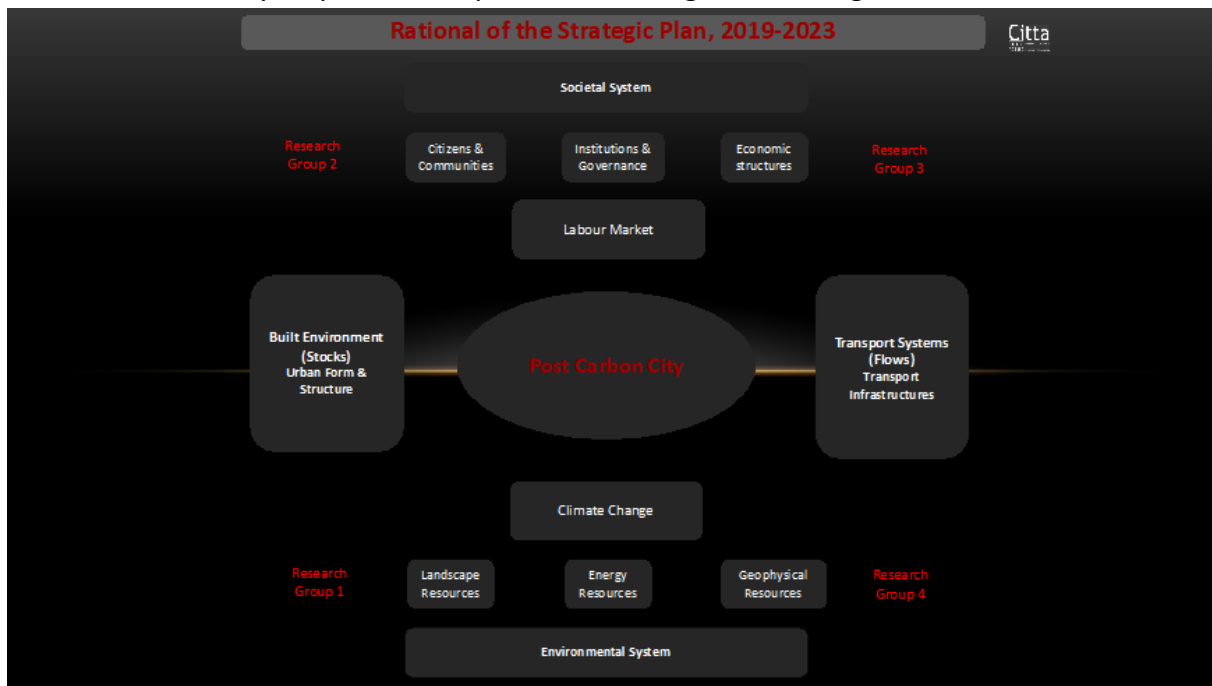 Rational of the Strategic Plan, 2019-2023
Citta
Societal System
Research
Group 2
Citizens &
Communities
Institutions &
Governance
Economic
structures
Research
Group 3
Labour Market
Built Environment
(Stocks)
Urban Form &
Structure
Post Carbon City
Transport Systems
(Flows)
Transport
Infrastructures
Climate Change
Research
Group 1
Landscape
Resources
Energy
Resources
Geophysical
Resources
Research
Group 4
Environmental System